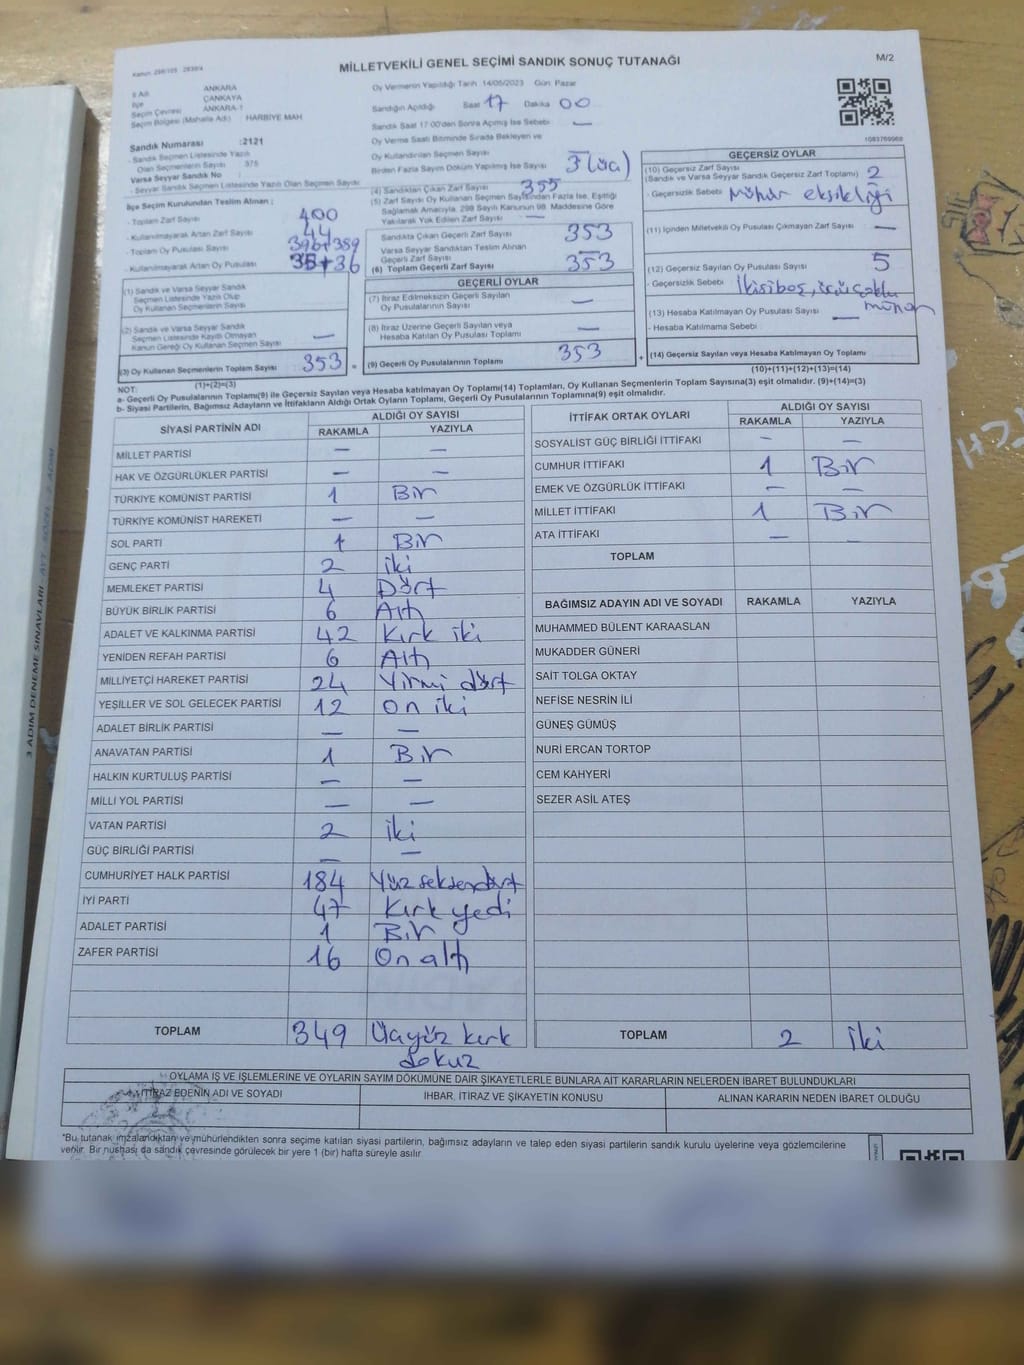 MİLLETVEKİLİ GENEL SEÇİMİ SANDIK SONUÇ TUTANAĞI
M/2
İl Adı ANKARA
İlçe ÇANKAYA
Seçim Çevresi ANKARA-1
Seçim Bölgesi (Mahalle Adı) HARBİYE MAH
Sandık Numarası :2121
- Sandık Seçmen Listesinde Yazılı
Olan Seçmenlerin Sayısı 375
Varsa Seyyar Sandık No
- Seyyar Sandık Seçmen Listesinde Yazılı Olan Seçmen Sayısı:
İlçe Seçim Kurulundan Teslim Alınan ;
- Toplam Zarf Sayısı 400
- Kullanılmayarak Artan Zarf Sayısı 44
- Toplam Oy Pusulası Sayısı
- Kullanılmayarak Artan Oy Pusulası
(1) Sandık ve Varsa Seyyar Sandık
Seçmen Listesinde Yazılı Olup
Oy Kullanan Seçmenlerin Sayısı
(2) Sandık ve Varsa Seyyar Sandık
Seçmen Listesinde Kayıtlı Olmayan
Kanun Gereği Oy Kullanan Seçmen Sayısı —
(3) Oy Kullanan Seçmenlerin Toplam Sayısı 353 =
(1)+(2)=(3)
Oy Vermenin Yapıldığı Tarih 14/05/2023 Gün Pazar
Sandığın Açıldığı Saat 17 Dakika 00
Sandık Saat 17:00'den Sonra Açılmış İse Sebebi —
Oy Verme Saati Bitiminde Sırada Bekleyen ve
Oy Kullandırılan Seçmen Sayısı
Birden Fazla Sayım Döküm Yapılmış İse Sayısı 3 (üç)
(4) Sandıktan Çıkan Zarf Sayısı 355
(5) Zarf Sayısı Oy Kullanan Seçmen Sayısından Fazla İse, Eşitliği
Sağlamak Amacıyla, 298 Sayılı Kanunun 98. Maddesine Göre
Yakılarak Yok Edilen Zarf Sayısı —
Sandıkta Çıkan Geçerli Zarf Sayısı 353
Varsa Seyyar Sandıktan Teslim Alınan
Geçerli Zarf Sayısı
(6) Toplam Geçerli Zarf Sayısı 353
GEÇERLİ OYLAR
(7) İtiraz Edilmeksizin Geçerli Sayılan
Oy Pusulalarının Sayısı —
(8) İtiraz Üzerine Geçerli Sayılan veya
Hesaba Katılan Oy Pusulası Toplamı —
(9) Geçerli Oy Pusulalarının Toplamı 353 +
1083769969
GEÇERSİZ OYLAR
(10) Geçersiz Zarf Sayısı
(Sandık ve Varsa Seyyar Sandık Geçersiz Zarf Toplamı) 2
- Geçersizlik Sebebi Mühür eksikliği
(11) İçinden Milletvekili Oy Pusulası Çıkmayan Zarf Sayısı —
(12) Geçersiz Sayılan Oy Pusulası Sayısı 5
- Geçersizlik Sebebi İkisi boş, üçü çoklu mühür
(13) Hesaba Katılmayan Oy Pusulası Sayısı —
- Hesaba Katılmama Sebebi
(14) Geçersiz Sayılan veya Hesaba Katılmayan Oy Toplamı
(10)+(11)+(12)+(13)=(14)
NOT:
a- Geçerli Oy Pusulalarının Toplamı(9) ile Geçersiz Sayılan veya Hesaba katılmayan Oy Toplamı(14) Toplamları, Oy Kullanan Seçmenlerin Toplam Sayısına(3) eşit olmalıdır. (9)+(14)=(3)
b- Siyasi Partilerin, Bağımsız Adayların ve İttifakların Aldığı Ortak Oyların Toplamı, Geçerli Oy Pusulalarının Toplamına(9) eşit olmalıdır.
SİYASİ PARTİNİN ADI
ALDIĞI OY SAYISI
RAKAMLA YAZIYLA
MİLLET PARTİSİ — —
HAK VE ÖZGÜRLÜKLER PARTİSİ — —
TÜRKİYE KOMÜNİST PARTİSİ 1 Bir
TÜRKİYE KOMÜNİST HAREKETİ — —
SOL PARTİ 1 Bir
GENÇ PARTİ 2 iki
MEMLEKET PARTİSİ 4 Dört
BÜYÜK BİRLİK PARTİSİ 6 Altı
ADALET VE KALKINMA PARTİSİ 42 Kırk iki
YENİDEN REFAH PARTİSİ 6 Altı
MİLLİYETÇİ HAREKET PARTİSİ 24 Yirmi dört
YEŞİLLER VE SOL GELECEK PARTİSİ 12 on iki
ADALET BİRLİK PARTİSİ — —
ANAVATAN PARTİSİ 1 Bir
HALKIN KURTULUŞ PARTİSİ — —
MİLLİ YOL PARTİSİ — —
VATAN PARTİSİ 2 iki
GÜÇ BİRLİĞİ PARTİSİ — —
CUMHURİYET HALK PARTİSİ 184 Yüz seksen dört
İYİ PARTİ 47 Kırk yedi
ADALET PARTİSİ 1 Bir
ZAFER PARTİSİ 16 On altı
TOPLAM 349 Üçyüz kırk
dokuz
İTTİFAK ORTAK OYLARI
ALDIĞI OY SAYISI
RAKAMLA YAZIYLA
SOSYALİST GÜÇ BİRLİĞİ İTTİFAKI — —
CUMHUR İTTİFAKI 1 Bir
EMEK VE ÖZGÜRLÜK İTTİFAKI — —
MİLLET İTTİFAKI 1 Bir
ATA İTTİFAKI — —
TOPLAM
BAĞIMSIZ ADAYIN ADI VE SOYADI RAKAMLA YAZIYLA
MUHAMMED BÜLENT KARAASLAN
MUKADDER GÜNERİ
SAİT TOLGA OKTAY
NEFİSE NESRİN İLİ
GÜNEŞ GÜMÜŞ
NURİ ERCAN TORTOP
CEM KAHYERİ
SEZER ASİL ATEŞ
TOPLAM 2 iki
OYLAMA İŞ VE İŞLEMLERİNE VE OYLARIN SAYIM DÖKÜMÜNE DAİR ŞİKAYETLERLE BUNLARA AİT KARARLARIN NELERDEN İBARET BULUNDUKLARI
İTİRAZ EDENİN ADI VE SOYADI İHBAR, İTİRAZ VE ŞİKAYETİN KONUSU ALINAN KARARIN NEDEN İBARET OLDUĞU
*Bu tutanak imzalandıktan ve mühürlendikten sonra seçime katılan siyasi partilerin, bağımsız adayların ve talep eden siyasi partilerin sandık kurulu üyelerine veya gözlemcilerine
verilir. Bir nüshası da sandık çevresinde görülecek bir yere 1 (bir) hafta süreyle asılır
3 ADIM DENEME SINAVLARI